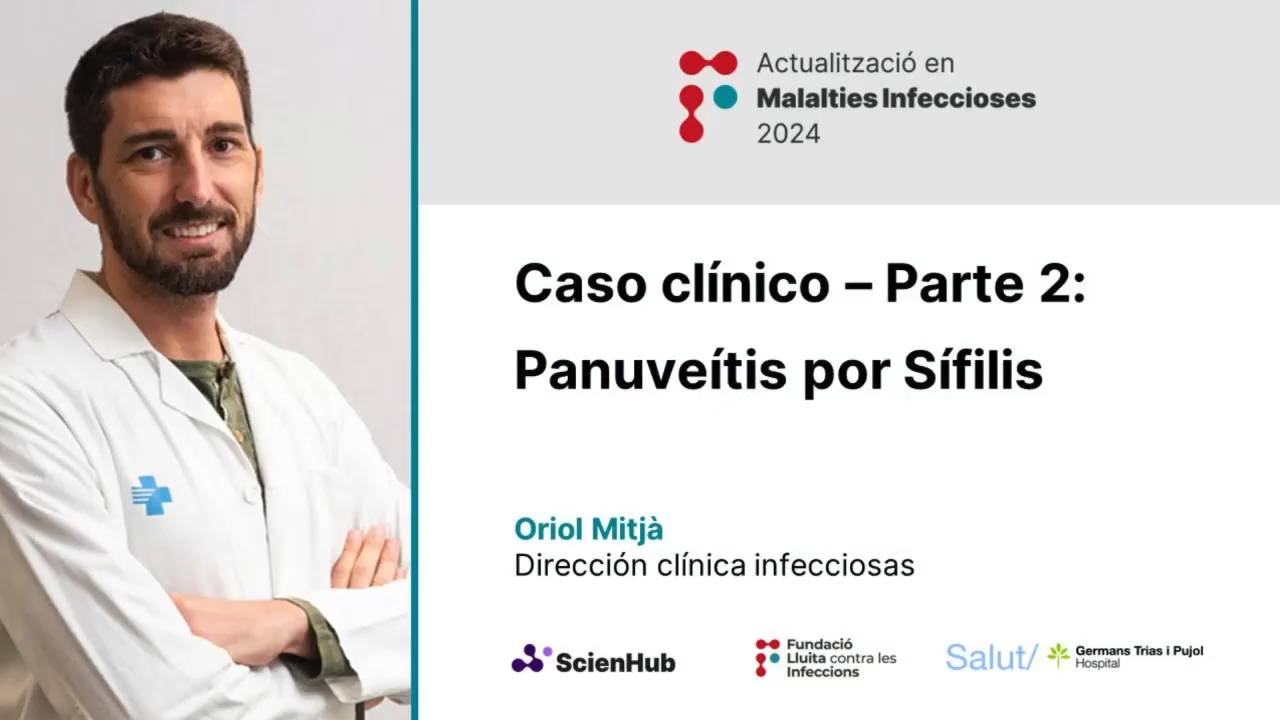 Actualització en
Malalties Infeccioses
2024
Caso clínico – Parte 2:
Panuveítis por Sífilis
Oriol Mitjà
Dirección clínica infecciosas
ScienHub
Fundació
Lluita contra les
Infeccions
Salut/
Germans Trias i Pujol
Hospital